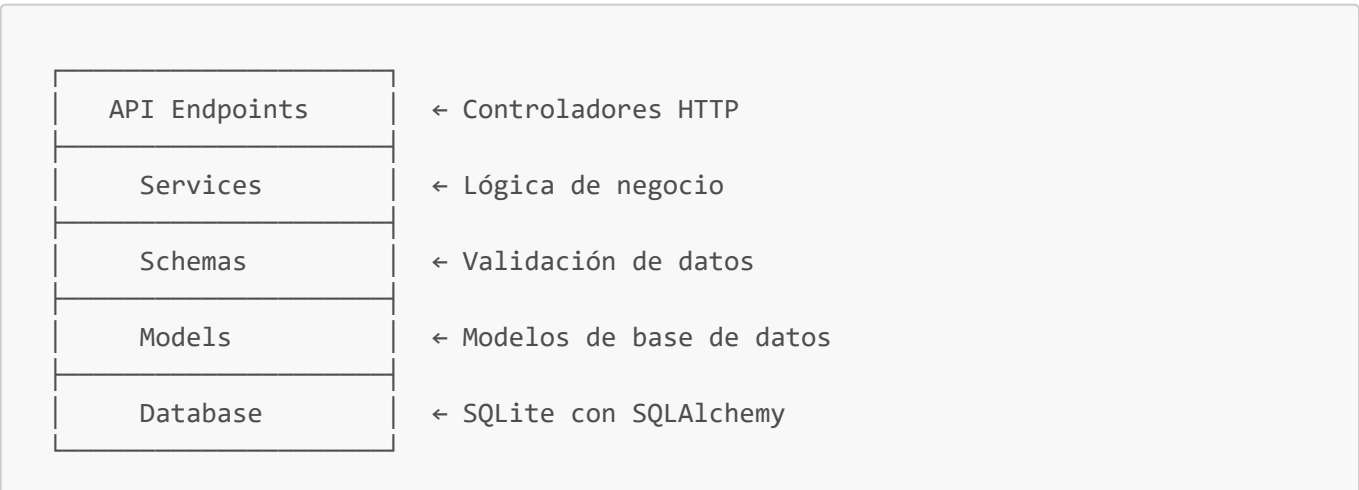 API Endpoints ← Controladores HTTP
Services ← Lógica de negocio
Schemas ← Validación de datos
Models ← Modelos de base de datos
Database ← SQLite con SQLAlchemy